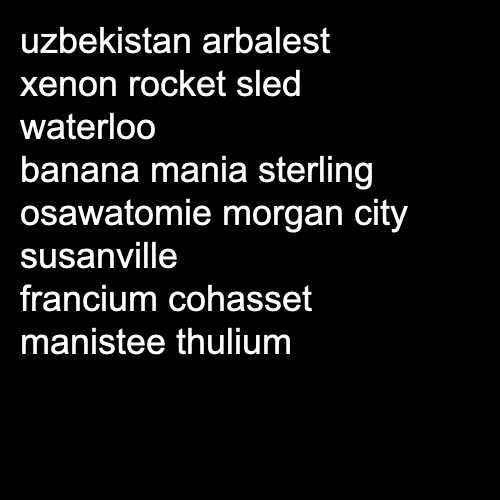 uzbekistan arbalest
xenon rocket sled
waterloo
banana mania sterling
osawatomie morgan city
susanville
francium cohasset
manistee thulium